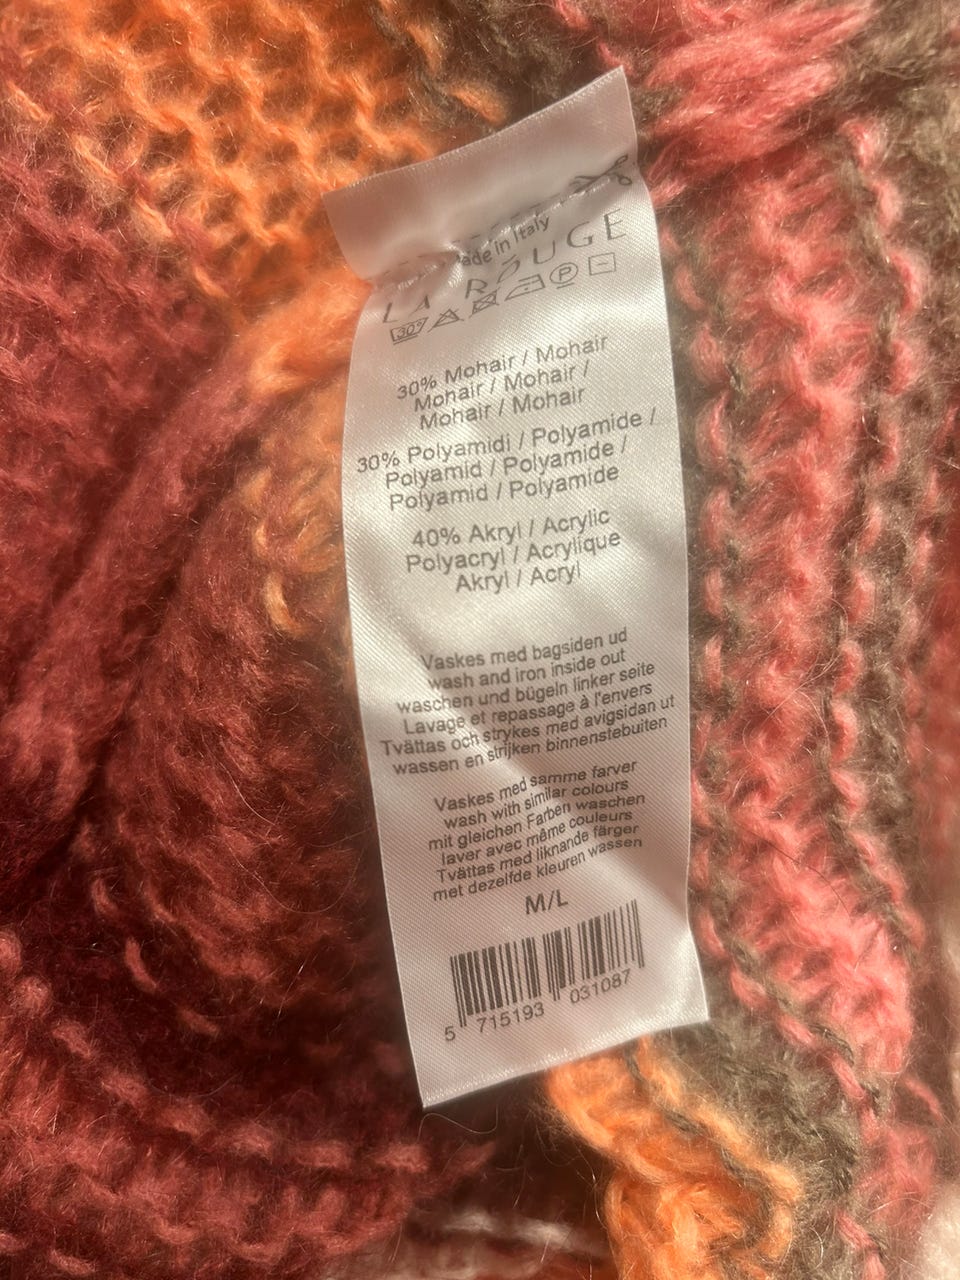 ade in Italy
LA ROUGE
30°
P
30% Mohair / Mohair
Mohair / Mohair /
Mohair / Mohair
30% Polyamidi / Polyamide /
Polyamid / Polyamide /
Polyamid / Polyamide
40% Akryl / Acrylic
Polyacryl / Acrylique
Akryl / Acryl
Vaskes med bagsiden ud
wash and iron inside out
waschen und bügeln linker seite
Lavage et repassage à l'envers
Tvättas och strykes med avigsidan ut
wassen en strijken binnenstebuiten
Vaskes med samme farver
wash with similar colours
mit gleichen Farben waschen
laver avec même couleurs
Tvättas med liknande färger
met dezelfde kleuren wassen
M/L
5 715193 031087